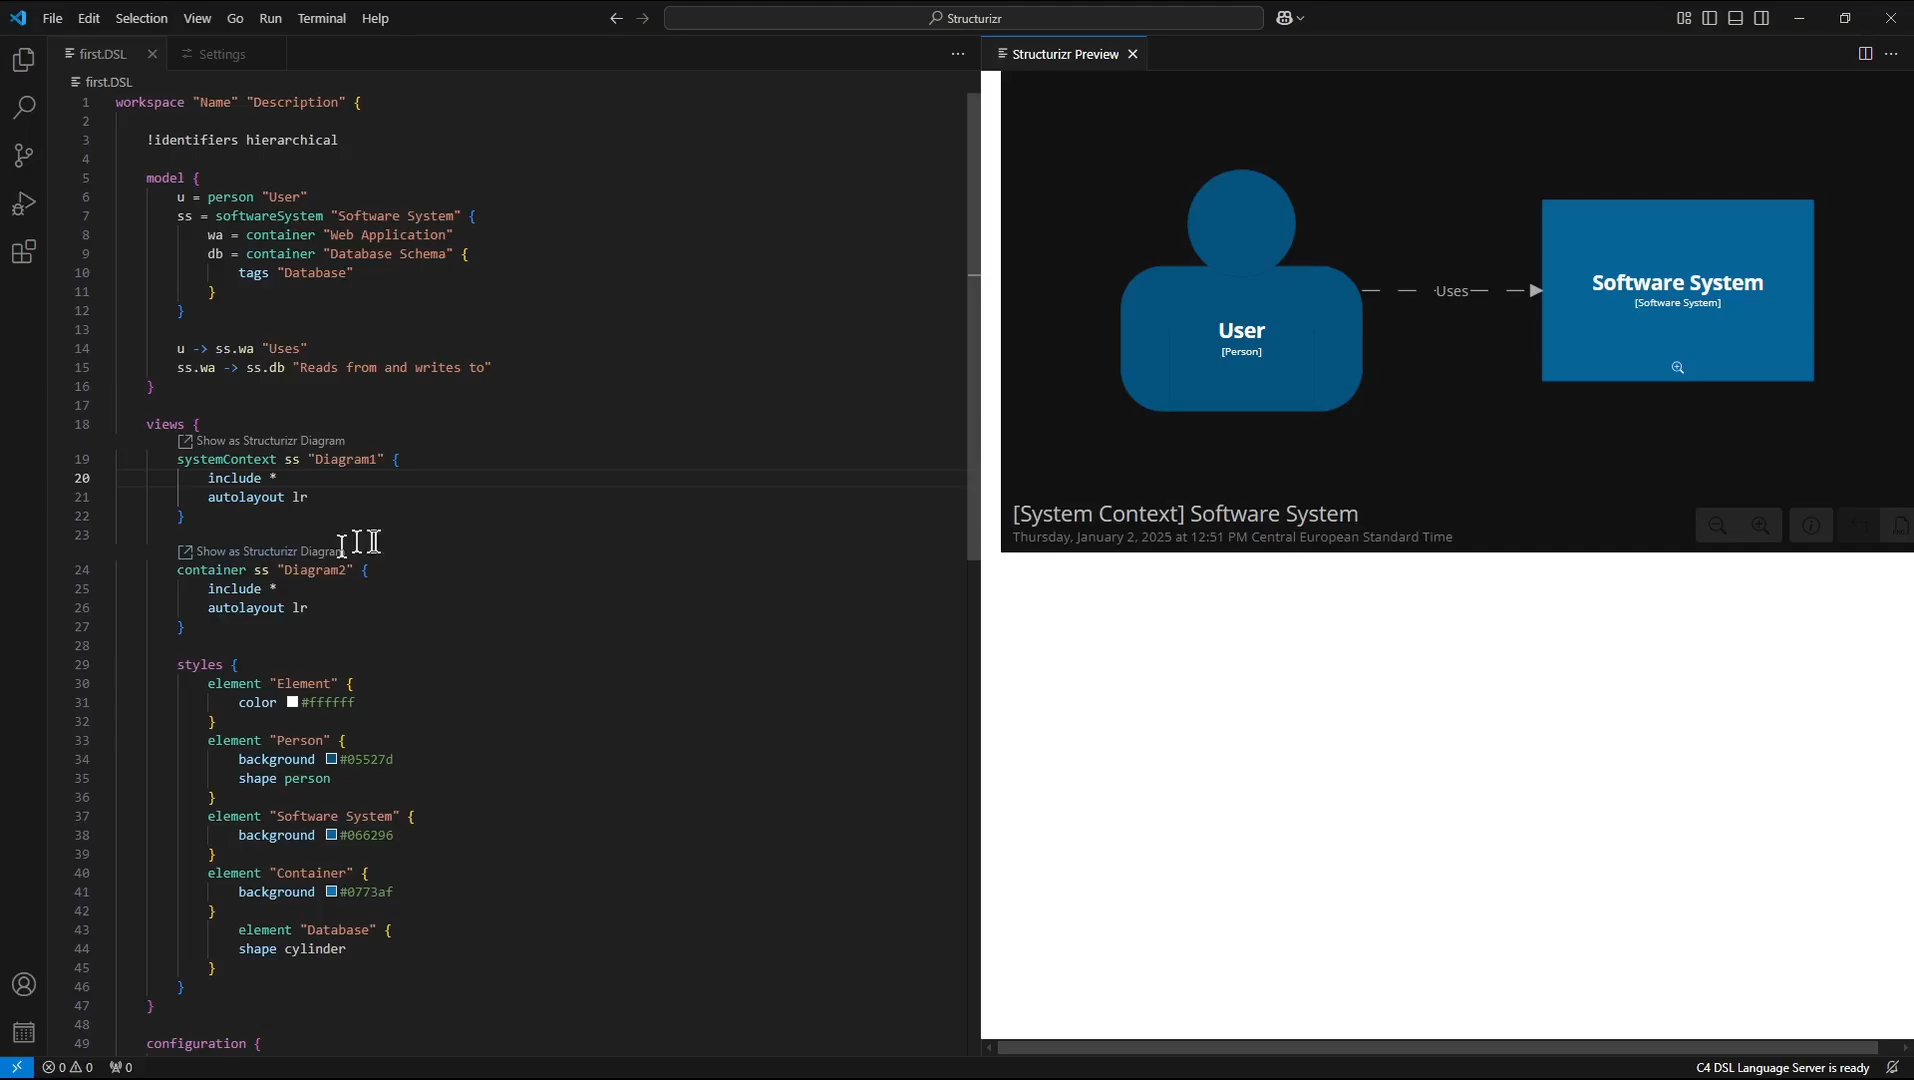 File Edit Selection View Go Run Terminal Help
Structurizr
first.DSL
Settings
Structurizr Preview
first.DSL
1 workspace "Name" "Description" {
2
3 !identifiers hierarchical
4
5 model {
6 u = person "User"
7 ss = softwareSystem "Software System" {
8 wa = container "Web Application"
9 db = container "Database Schema" {
10 tags "Database"
11 }
12 }
13
14 u -> ss.wa "Uses"
15 ss.wa -> ss.db "Reads from and writes to"
16 }
17
18 views {
Show as Structurizr Diagram
19 systemContext ss "Diagram1" {
20 include *
21 autolayout lr
22 }
23
Show as Structurizr Diagram
24 container ss "Diagram2" {
25 include *
26 autolayout lr
27 }
28
29 styles {
30 element "Element" {
31 color #ffffff
32 }
33 element "Person" {
34 background #05527d
35 shape person
36 }
37 element "Software System" {
38 background #066296
39 }
40 element "Container" {
41 background #0773af
42 }
43 element "Database" {
44 shape cylinder
45 }
46 }
47 }
48
49 configuration {
User
[Person]
Uses
Software System
[Software System]
[System Context] Software System
Thursday, January 2, 2025 at 12:51 PM Central European Standard Time
0 0 0
C4 DSL Language Server is ready